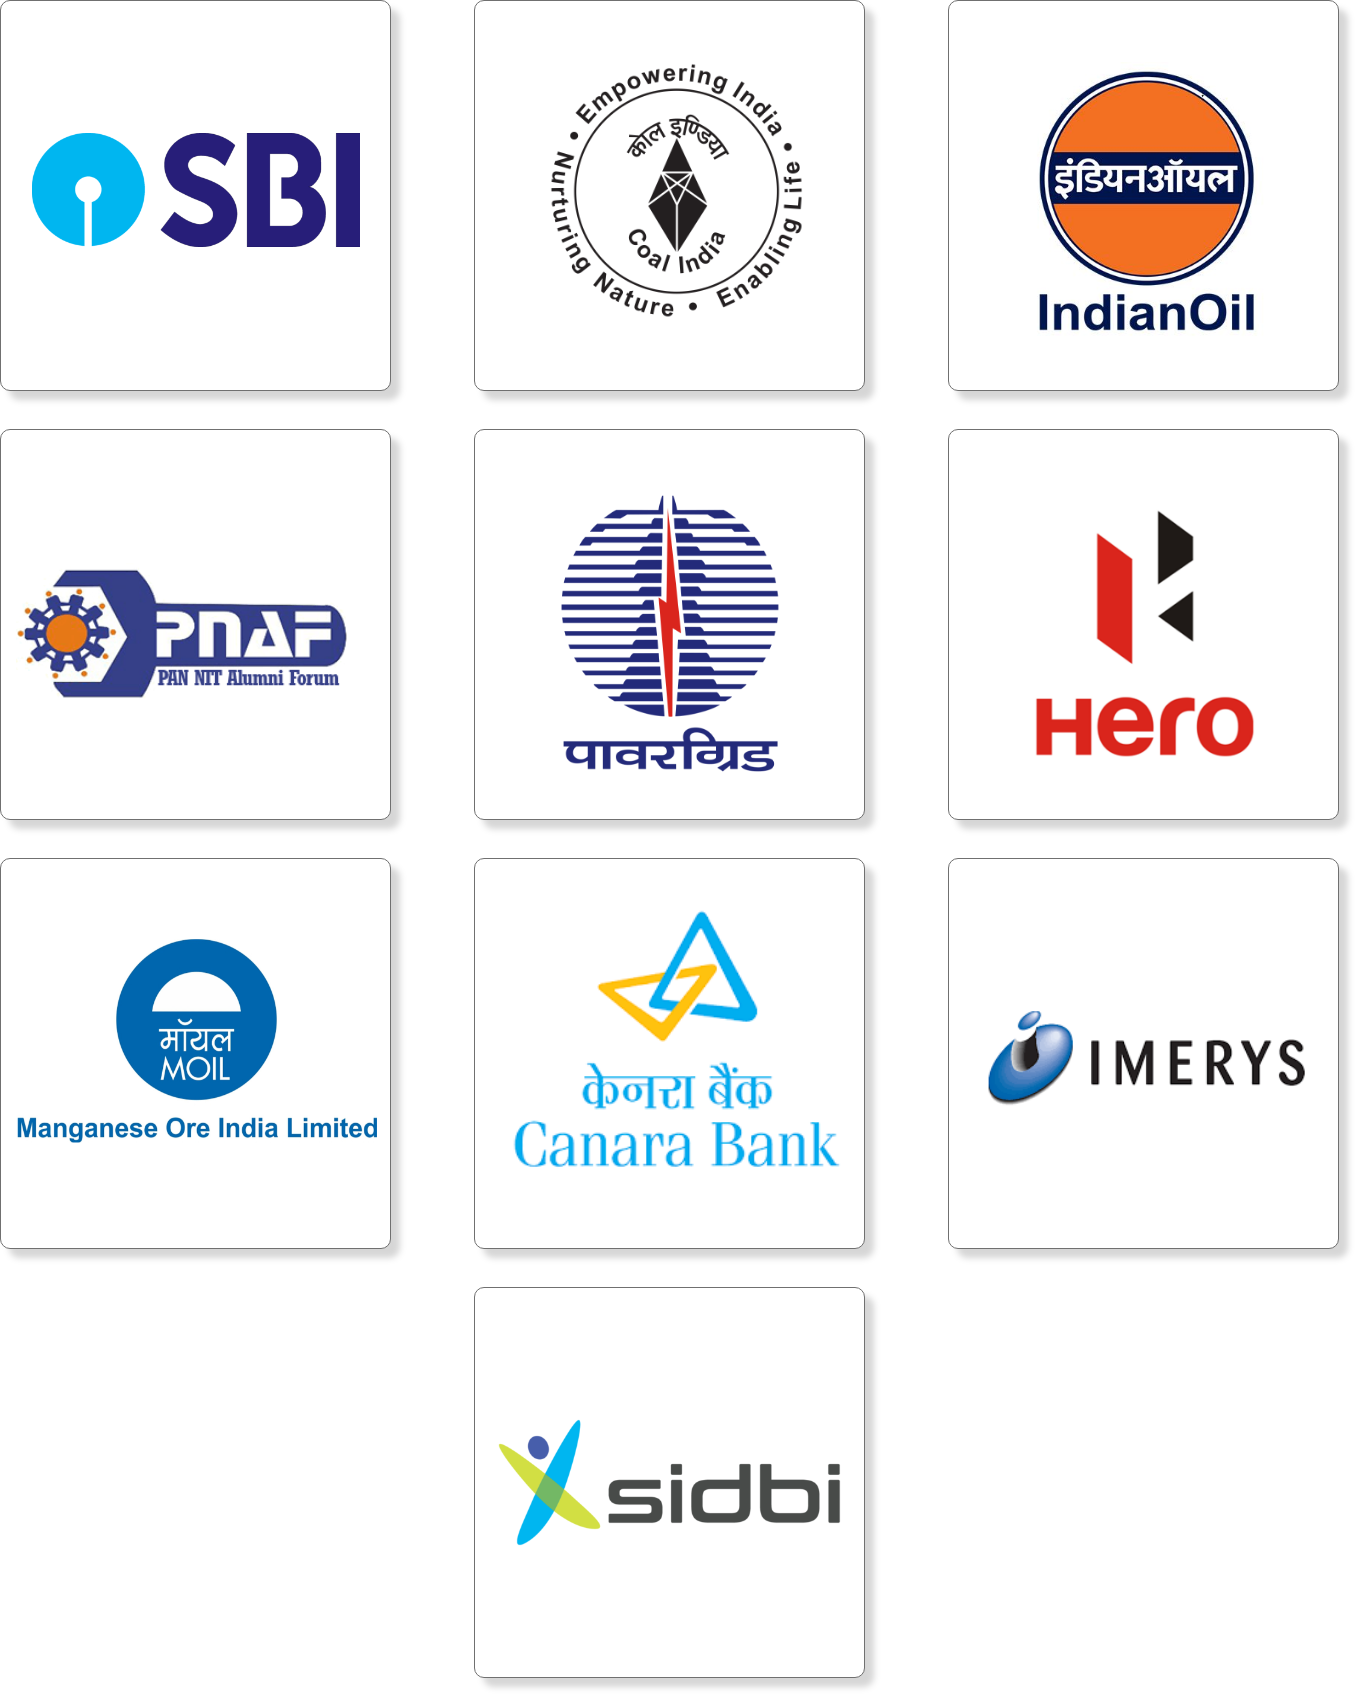 SBI
• Empowering India •
कोल इण्डिया
Coal India
Nurturing Nature • Enabling Life
इंडियनऑयल
IndianOil
PNAF
PAN NIT Alumni Forum
पावरग्रिड
Hero
मॉयल
MOIL
Manganese Ore India Limited
केनरा बैंक
Canara Bank
IMERYS
sidbi